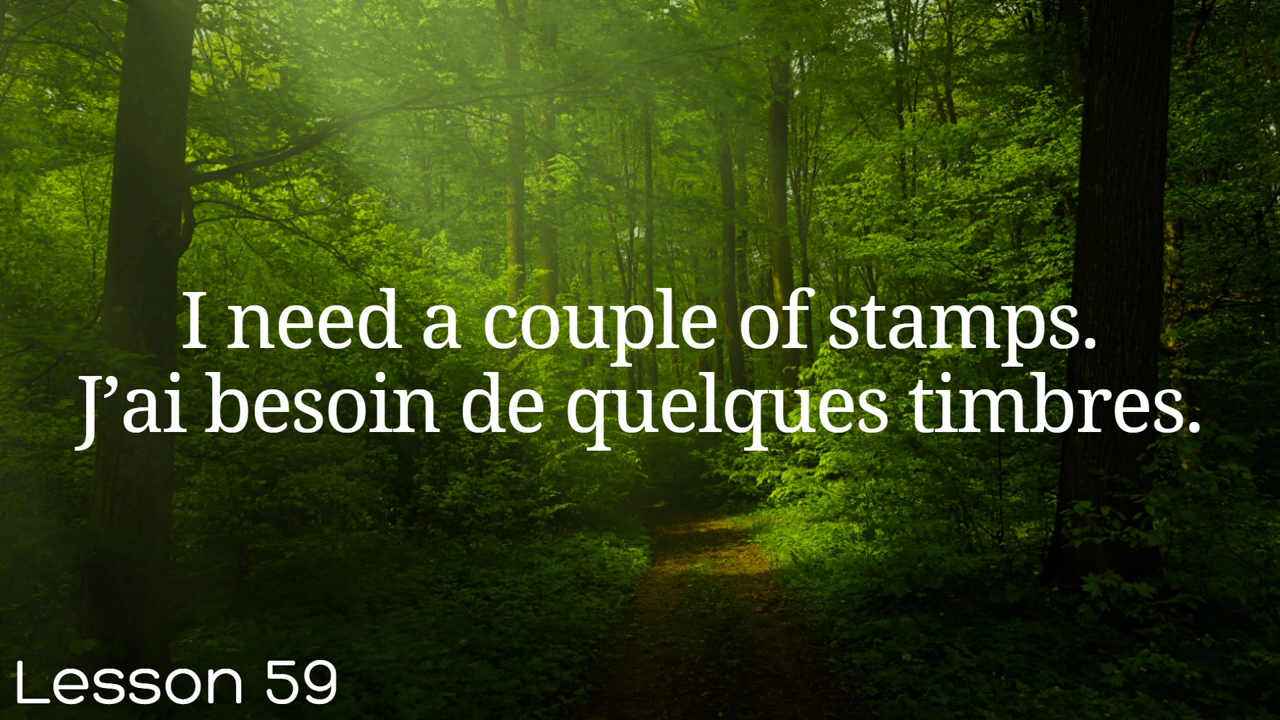 I need a couple of stamps.
J’ai besoin de quelques timbres.
Lesson 59